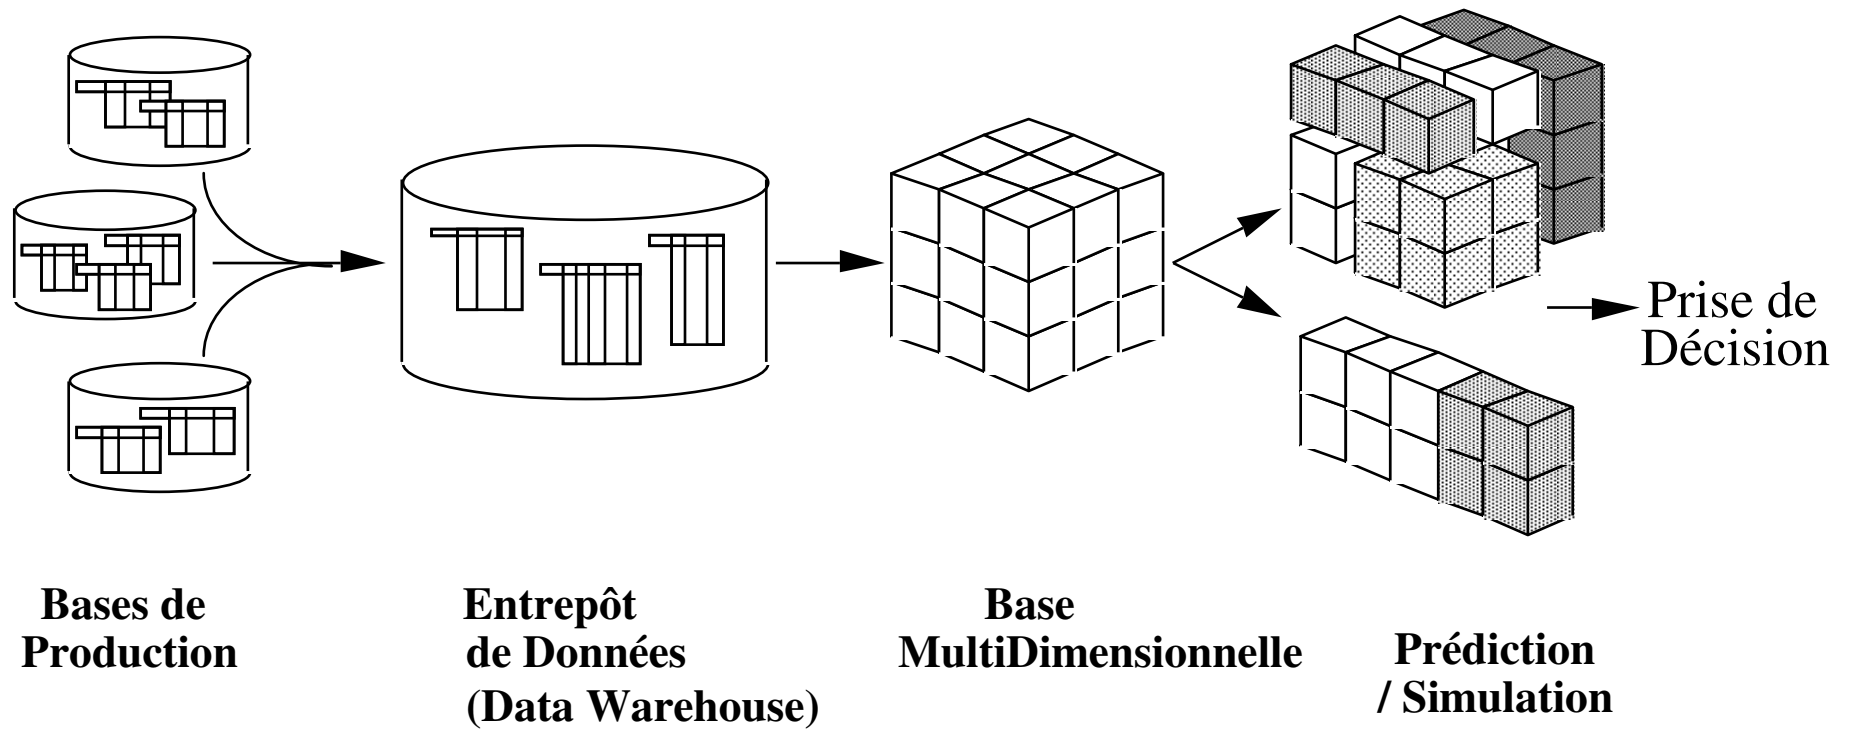 Prise de
Décision
Bases de
Production
Entrepôt
de Données
(Data Warehouse)
Base
MultiDimensionnelle
Prédiction
/ Simulation